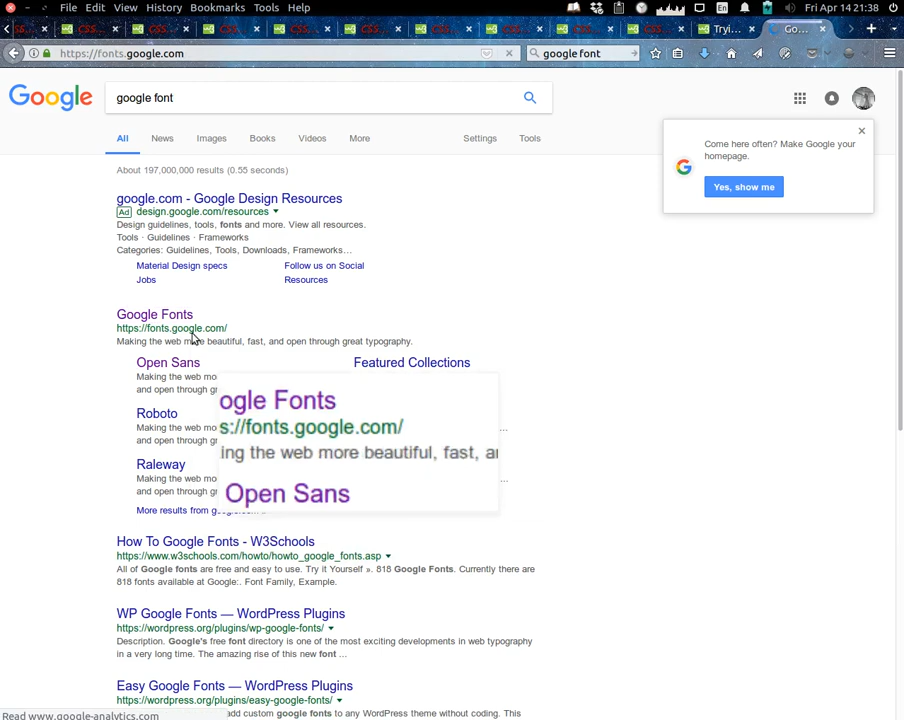 File Edit View History Bookmarks Tools Help
En
Fri Apr 14 21:38
Tryi...
Go...
https://fonts.google.com
google font
Google
google font
All News Images Books Videos More Settings Tools
About 197,000,000 results (0.55 seconds)
Come here often? Make Google your
homepage.
Yes, show me
google.com - Google Design Resources
Ad design.google.com/resources
Design guidelines, tools, fonts and more. View all resources.
Tools · Guidelines · Frameworks
Categories: Guidelines, Tools, Downloads, Frameworks...
Material Design specs Follow us on Social
Jobs Resources
Google Fonts
https://fonts.google.com/
Making the web more beautiful, fast, and open through great typography.
Open Sans Featured Collections
Making the web mo
and open through gr
Roboto
Making the web mo ...
and open through gr
Raleway
Making the web mo ...
and open through gr
More results from google.com
ogle Fonts
s://fonts.google.com/
ing the web more beautiful, fast, a
Open Sans
How To Google Fonts - W3Schools
https://www.w3schools.com/howto/howto_google_fonts.asp
All of Google fonts are free and easy to use. Try it Yourself ». 818 Google Fonts. Currently there are
818 fonts available at Google:. Font Family, Example.
WP Google Fonts — WordPress Plugins
https://wordpress.org/plugins/wp-google-fonts/
Description. Google's free font directory is one of the most exciting developments in web typography
in a very long time. The amazing rise of this new font ...
Easy Google Fonts — WordPress Plugins
https://wordpress.org/plugins/easy-google-fonts/
add custom google fonts to any WordPress theme without coding. This
Read www.google-analytics.com